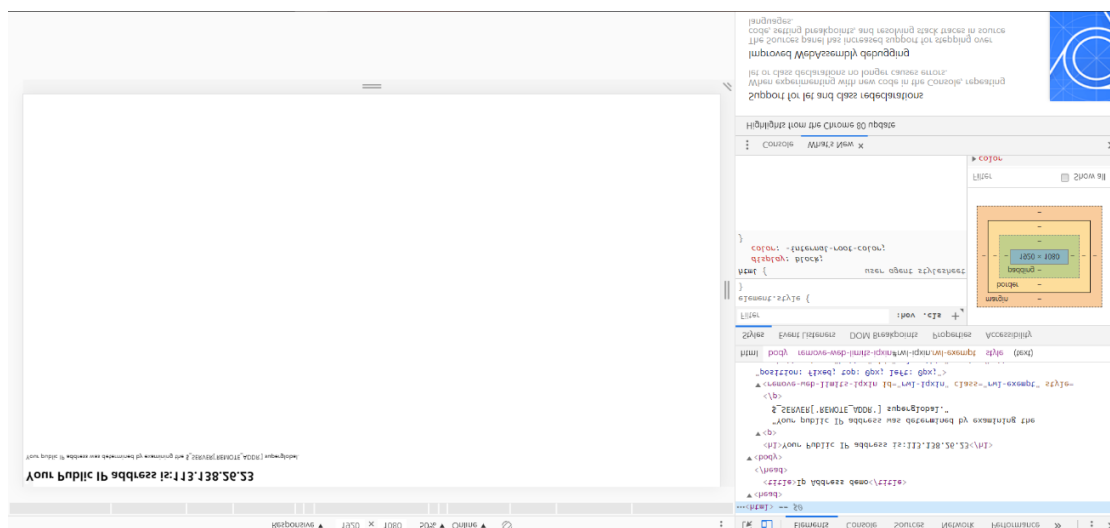 Responsive ▼ 1920 × 1080 50% ▼ Online ▼
Your Public IP address is:113.138.26.23
Your public IP address was determined by examining the $_SERVER['REMOTE_ADDR'] superglobal.
Elements Console Sources Network Performance »
···<html> == $0
▼<head>
<title>Ip Address demo</title>
</head>
▼<body>
<h1>Your Public IP address is:113.138.26.23</h1>
▼<p>
"Your public IP address was determined by examining the
$_SERVER['REMOTE_ADDR'] superglobal."
</p>
▼<remove-web-limits-iqxin id="rwl-iqxin" class="rwl-exempt" style=
"position: fixed; top: 0px; left: 0px;">
html body remove-web-limits-iqxin#rwl-iqxin.rwl-exempt style (text)
Styles Event Listeners DOM Breakpoints Properties Accessibility
Filter :hov .cls +
element.style {
}
html { user agent stylesheet
display: block;
color: -internal-root-color;
}
margin –
border –
padding –
– – – 1920 × 1080 – – –
–
–
–
Filter Show all
▶ color
Console What's New ×
Highlights from the Chrome 80 update
Support for let and class redeclarations
When experimenting with new code in the Console, repeating
let or class declarations no longer causes errors.
Improved WebAssembly debugging
The Sources panel has increased support for stepping over
code, setting breakpoints, and resolving stack traces in source
languages.